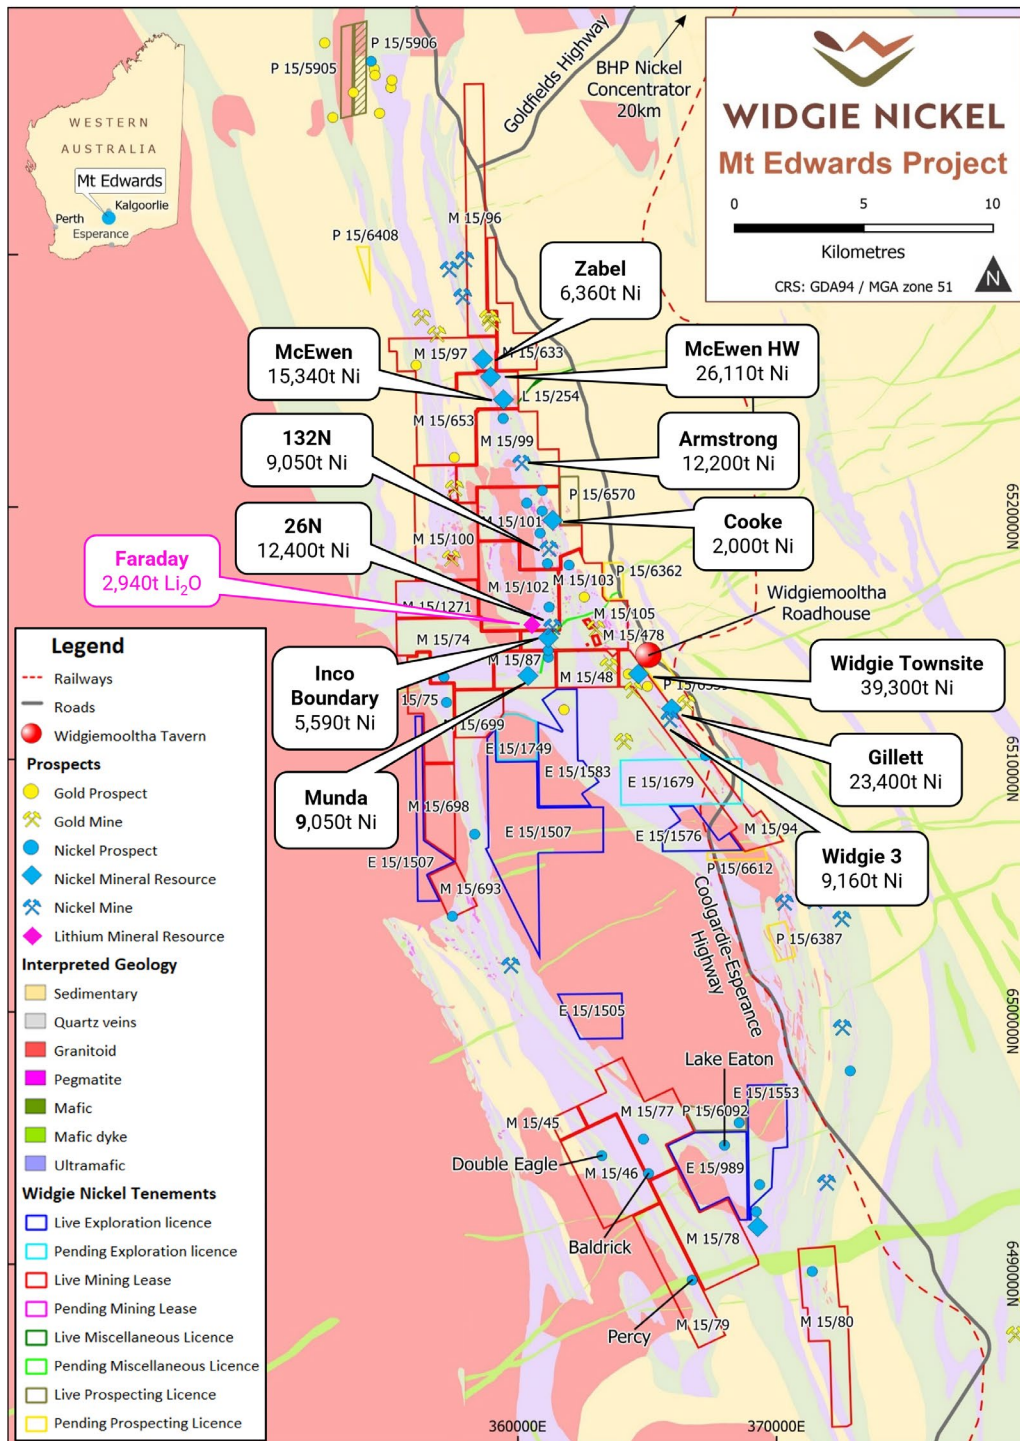 WIDGIE NICKEL
Mt Edwards Project
0 5 10
Kilometres
CRS: GDA94 / MGA zone 51
N
WESTERN
AUSTRALIA
Mt Edwards
Kalgoorlie
Perth
Esperance
P 15/5906
P 15/5905
Goldfields Highway
BHP Nickel
Concentrator
20km
M 15/96
P 15/6408
Zabel
6,360t Ni
M 15/97
M 15/633
McEwen
15,340t Ni
McEwen HW
26,110t Ni
L 15/254
M 15/653
M 15/99
132N
9,050t Ni
Armstrong
12,200t Ni
P 15/6570
6520000N
M 15/101
Cooke
2,000t Ni
26N
12,400t Ni
M 15/100
Faraday
2,940t Li₂O
M 15/102
M 15/103
P 15/6362
Widgiemooltha
Roadhouse
M 15/1271
M 15/105
M 15/74
M 15/478
M 15/87
M 15/48
Widgie Townsite
39,300t Ni
Inco
Boundary
5,590t Ni
15/75
M 15/699
E 15/1749
Gillett
23,400t Ni
6510000N
E 15/1583
E 15/1679
Munda
9,050t Ni
M 15/698
E 15/1507
E 15/1576
M 15/94
Widgie 3
9,160t Ni
E 15/1507
P 15/6612
M 15/693
Coolgardie-Esperance
Highway
P 15/6387
6500000N
E 15/1505
Lake Eaton
E 15/1553
M 15/77
P 15/6092
M 15/45
Double Eagle
M 15/46
E 15/989
Baldrick
M 15/78
6490000N
Percy
M 15/79
M 15/80
360000E
370000E
Legend
Railways
Roads
Widgiemooltha Tavern
Prospects
Gold Prospect
Gold Mine
Nickel Prospect
Nickel Mineral Resource
Nickel Mine
Lithium Mineral Resource
Interpreted Geology
Sedimentary
Quartz veins
Granitoid
Pegmatite
Mafic
Mafic dyke
Ultramafic
Widgie Nickel Tenements
Live Exploration licence
Pending Exploration licence
Live Mining Lease
Pending Mining Lease
Live Miscellaneous Licence
Pending Miscellaneous Licence
Live Prospecting Licence
Pending Prospecting Licence